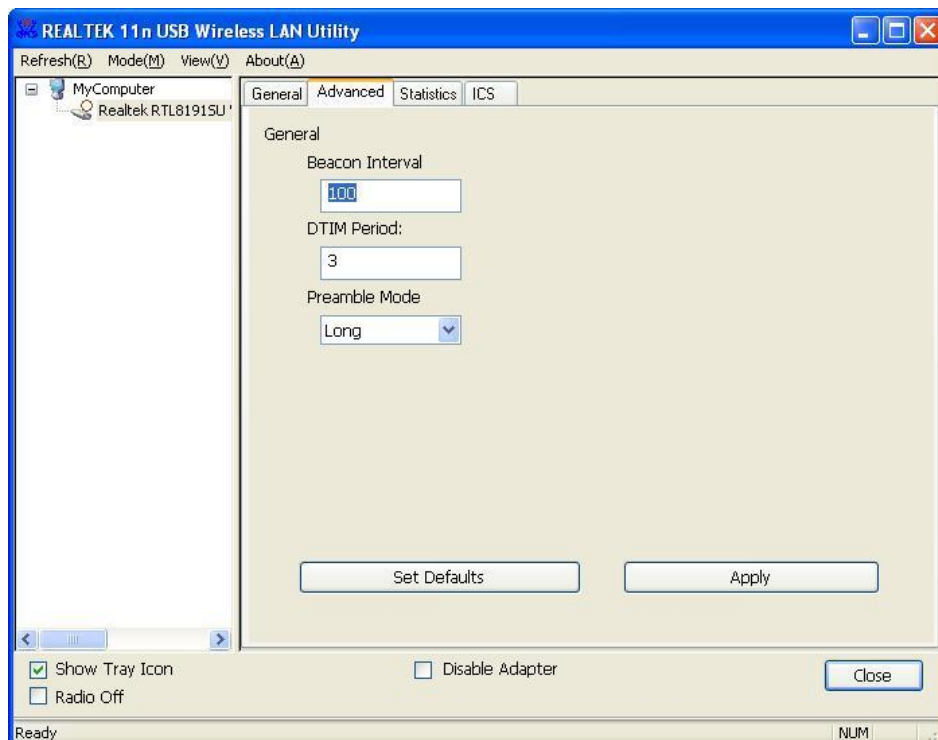 REALTEK 11n USB Wireless LAN Utility
Refresh(R) Mode(M) View(V) About(A)
MyComputer
Realtek RTL8191SU '
General Advanced Statistics ICS
General
Beacon Interval
100
DTIM Period:
3
Preamble Mode
Long
Set Defaults Apply
Show Tray Icon Disable Adapter
Radio Off
Close
Ready NUM